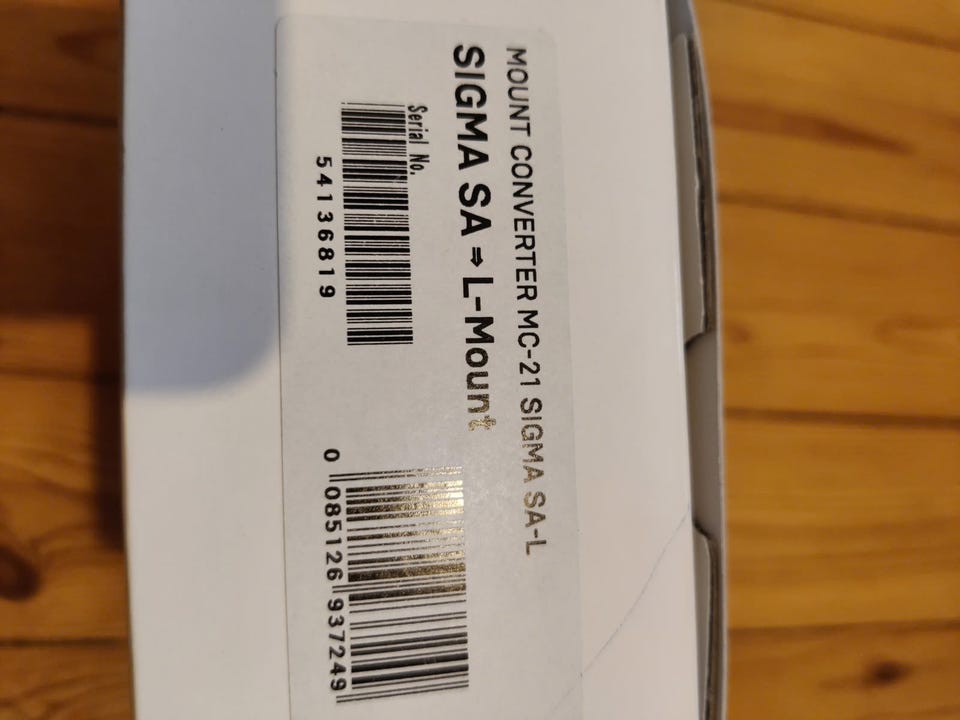 MOUNT CONVERTER MC-21 SIGMA SA-L
SIGMA SA ⇒ L-Mount
Serial No.
54136819
0 085126 937249